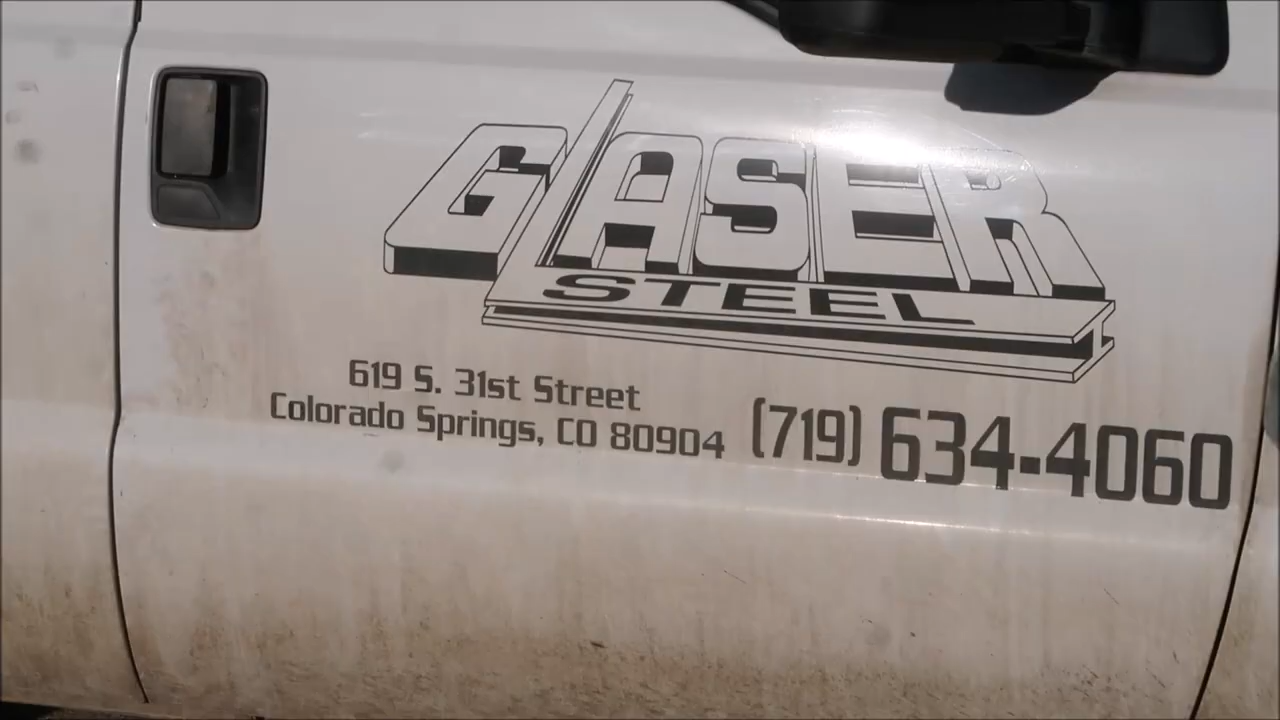 GLASER
STEEL
619 S. 31st Street
Colorado Springs, CO 80904
(719) 634-4060